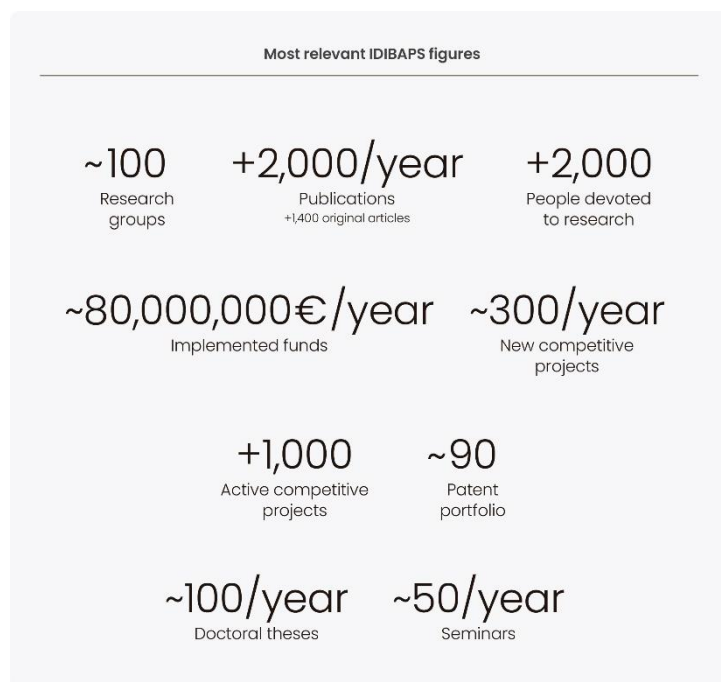 Most relevant IDIBAPS figures
~100
Research
groups
+2,000/year
Publications
+1,400 original articles
+2,000
People devoted
to research
~80,000,000€/year
Implemented funds
~300/year
New competitive
projects
+1,000
Active competitive
projects
~90
Patent
portfolio
~100/year
Doctoral theses
~50/year
Seminars